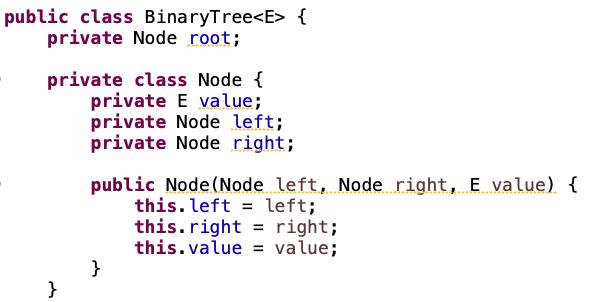 public class BinaryTree<E> {
    private Node root;
    private class Node {
        private E value;
        private Node left;
        private Node right;
        public Node(Node left, Node right, E value) {
            this.left = left;
            this.right = right;
            this.value = value;
        }
    }